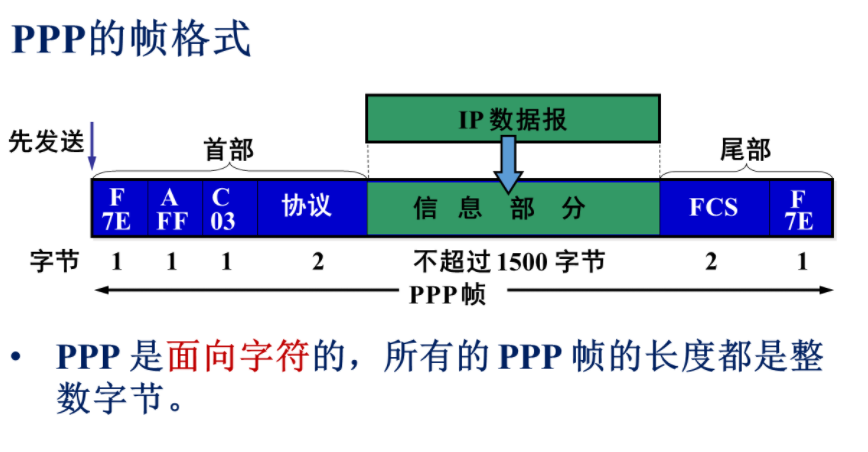 PPP的帧格式
IP 数据报
先发送
首部
尾部
F A C 协议 信 息 部 分 FCS F
7E FF 03 7E
字节 1 1 1 2 不超过 1500 字节 2 1
PPP 帧
• PPP 是面向字符的，所有的 PPP 帧的长度都是整
数字节。